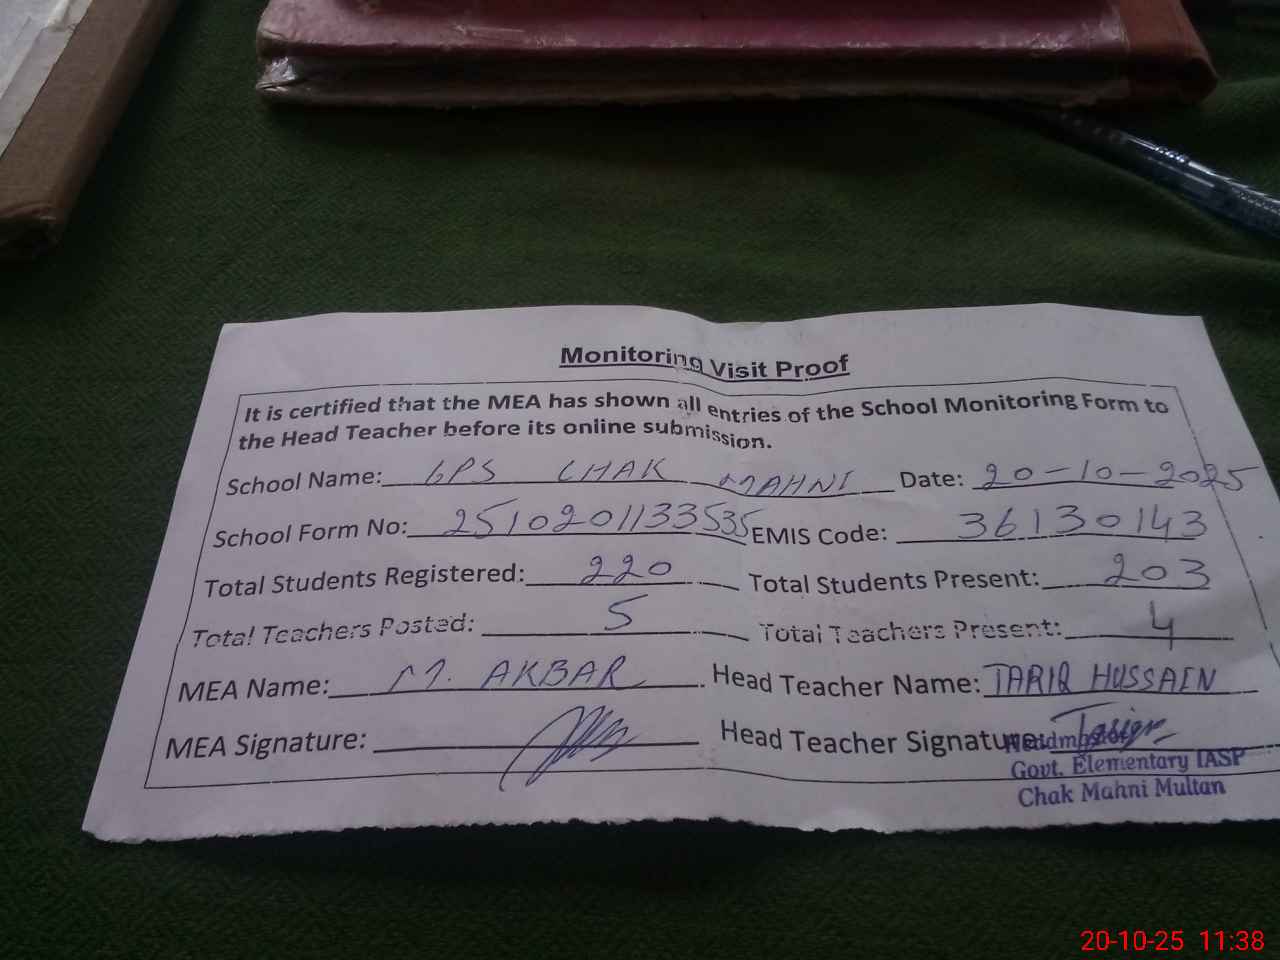 Monitoring Visit Proof
It is certified that the MEA has shown all entries of the School Monitoring Form to
the Head Teacher before its online submission.
School Name: GPS CHAK MAHNI Date: 20-10-2025
School Form No: 2510201133535 EMIS Code: 36130143
Total Students Registered: 220 Total Students Present: 203
Total Teachers Posted: 5 Total Teachers Present: 4
MEA Name: M. AKBAR Head Teacher Name: TARIQ HUSSAIN
MEA Signature: Head Teacher Signature:
Govt. Elementary IASP
Chak Mahni Multan
20-10-25 11:38